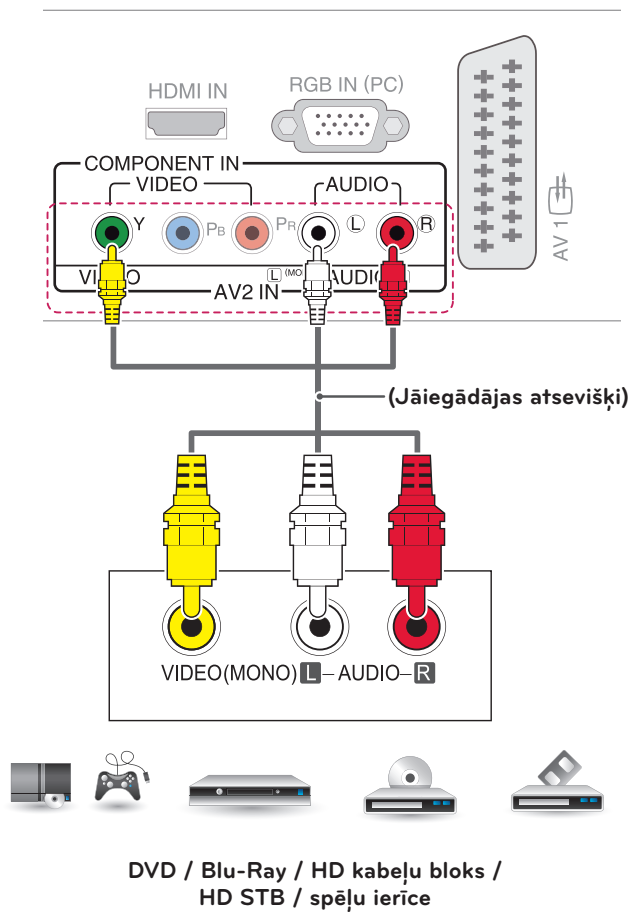 HDMI IN
RGB IN (PC)
COMPONENT IN
VIDEO
AUDIO
Y
PB
PR
L
R
AV 1
L (MO
AV2 IN
(Jāiegādājas atsevišķi)
VIDEO(MONO) L – AUDIO – R
DVD / Blu-Ray / HD kabeļu bloks /
HD STB / spēļu ierīce